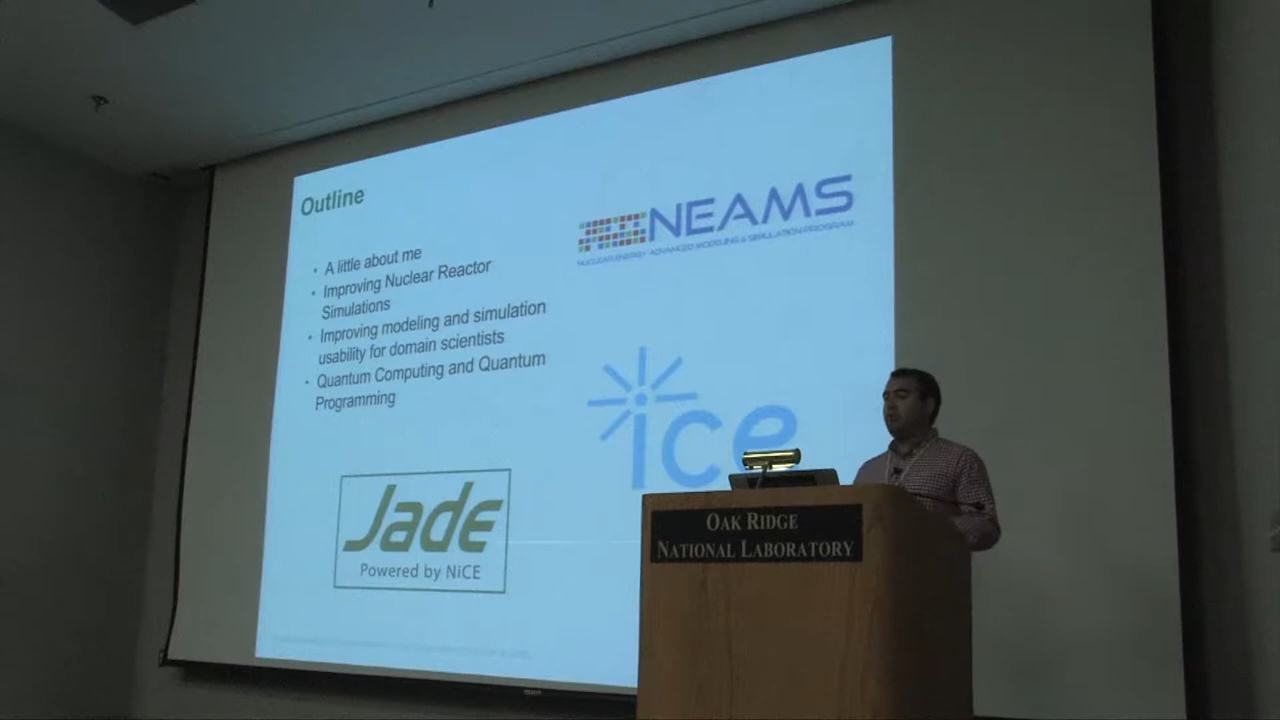 Outline
NEAMS
NUCLEAR ENERGY ADVANCED MODELING & SIMULATION PROGRAM
• A little about me
• Improving Nuclear Reactor
Simulations
• Improving modeling and simulation
usability for domain scientists
• Quantum Computing and Quantum
Programming
ice
Jade
Powered by NiCE
OAK RIDGE
NATIONAL LABORATORY